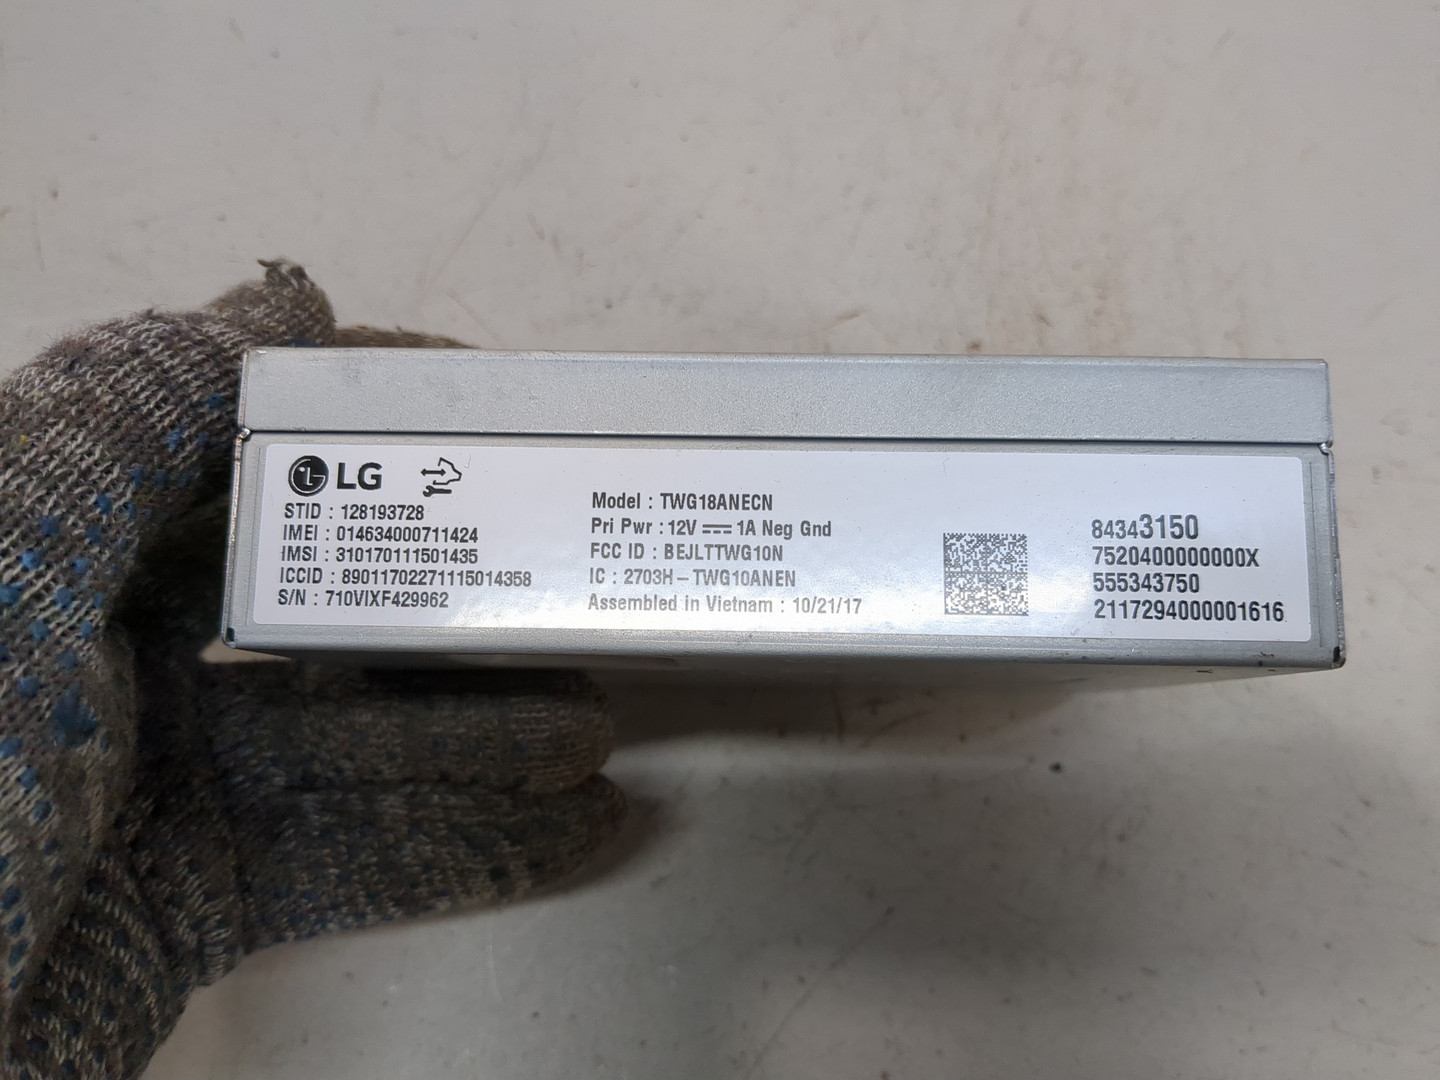 LG
STID : 128193728
IMEI : 014634000711424
IMSI : 310170111501435
ICCID : 89011702271115014358
S/N : 710VIXF429962
Model : TWG18ANECN
Pri Pwr : 12V ⎓ 1A Neg Gnd
FCC ID : BEJLTTWG10N
IC : 2703H-TWG10ANEN
Assembled in Vietnam : 10/21/17
84343150
7520400000000X
555343750
2117294000001616